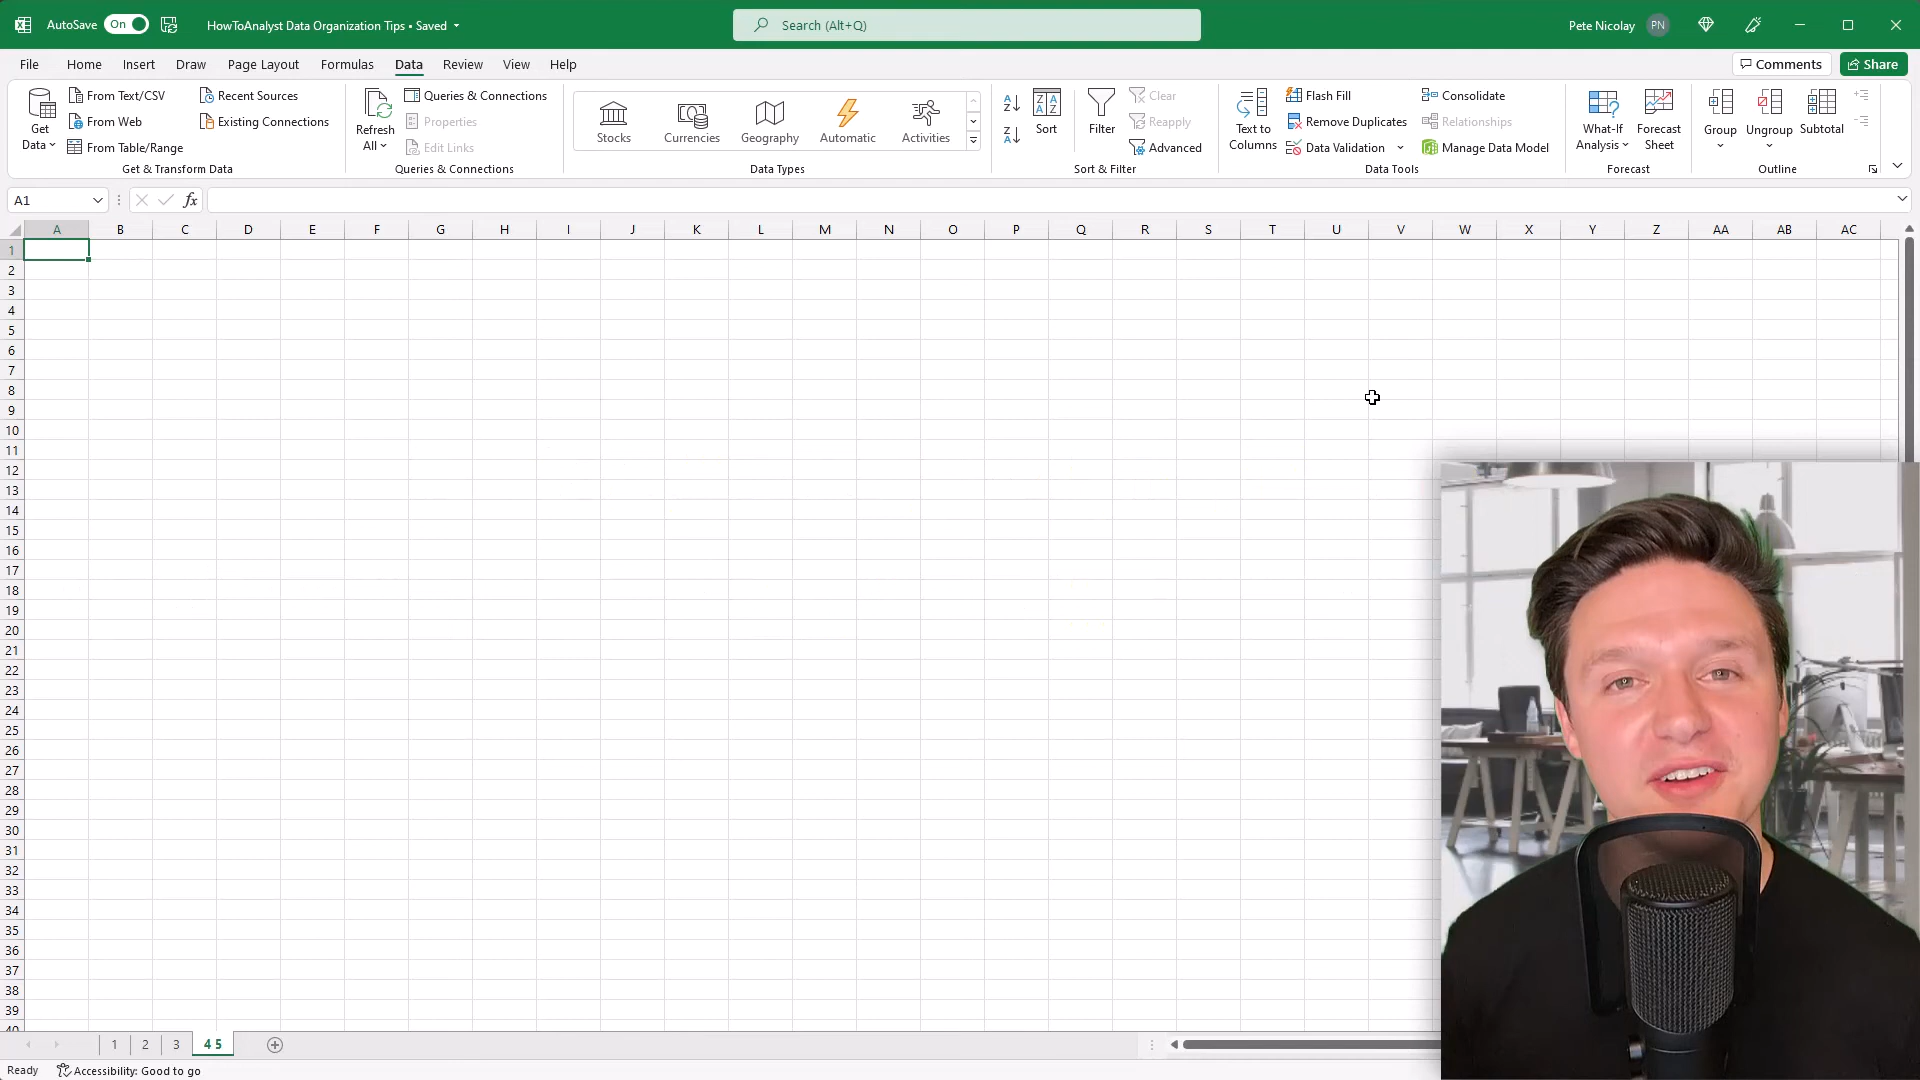 AutoSave On HowToAnalyst Data Organization Tips • Saved Search (Alt+Q) Pete Nicolay PN
File Home Insert Draw Page Layout Formulas Data Review View Help Comments Share
Get Data
From Text/CSV
From Web
From Table/Range
Recent Sources
Existing Connections
Get & Transform Data
Refresh All
Queries & Connections
Properties
Edit Links
Queries & Connections
Stocks Currencies Geography Automatic Activities
Data Types
Sort
Filter
Clear
Reapply
Advanced
Sort & Filter
Text to Columns
Flash Fill
Remove Duplicates
Data Validation
Consolidate
Relationships
Manage Data Model
Data Tools
What-If Analysis
Forecast Sheet
Forecast
Group Ungroup Subtotal
Outline
A1 fx
A B C D E F G H I J K L M N O P Q R S T U V W X Y Z AA AB AC
1
2
3
4
5
6
7
8
9
10
11
12
13
14
15
16
17
18
19
20
21
22
23
24
25
26
27
28
29
30
31
32
33
34
35
36
37
38
39
40
1 2 3 4 5
Ready Accessibility: Good to go